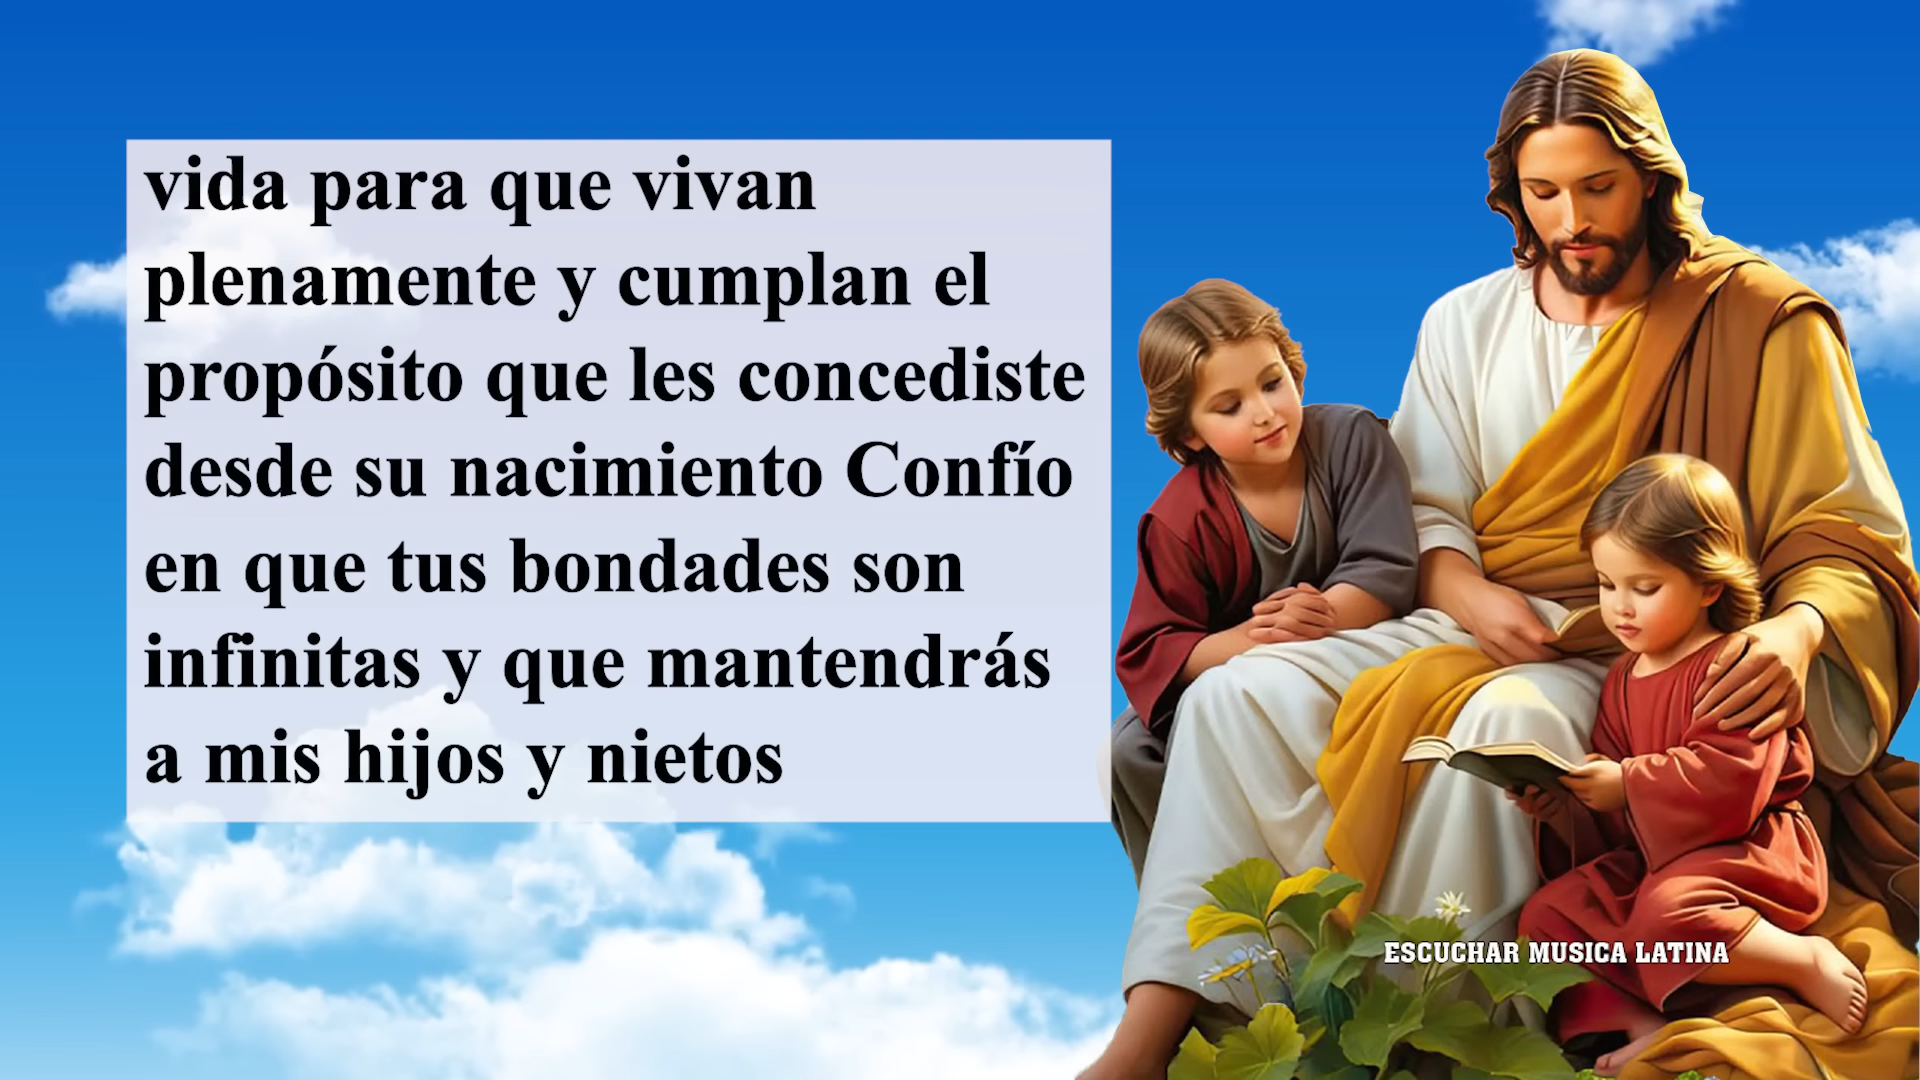 vida para que vivan
plenamente y cumplan el
propósito que les concediste
desde su nacimiento Confío
en que tus bondades son
infinitas y que mantendrás
a mis hijos y nietos
ESCUCHAR MUSICA LATINA